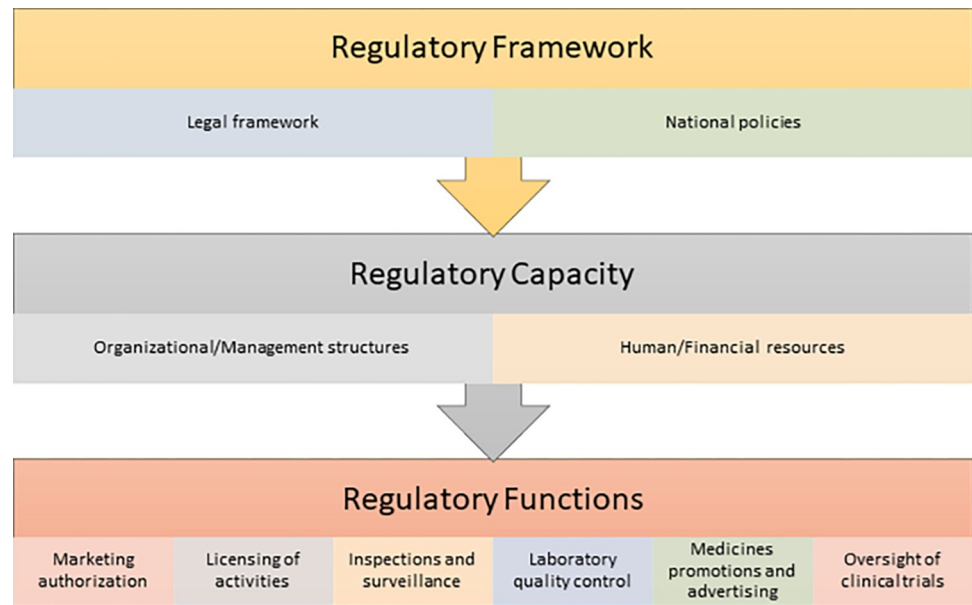 Regulatory Framework
Legal framework
National policies
Regulatory Capacity
Organizational/Management structures
Human/Financial resources
Regulatory Functions
Marketing
authorization
Licensing of
activities
Inspections and
surveillance
Laboratory
quality control
Medicines
promotions and
advertising
Oversight of
clinical trials